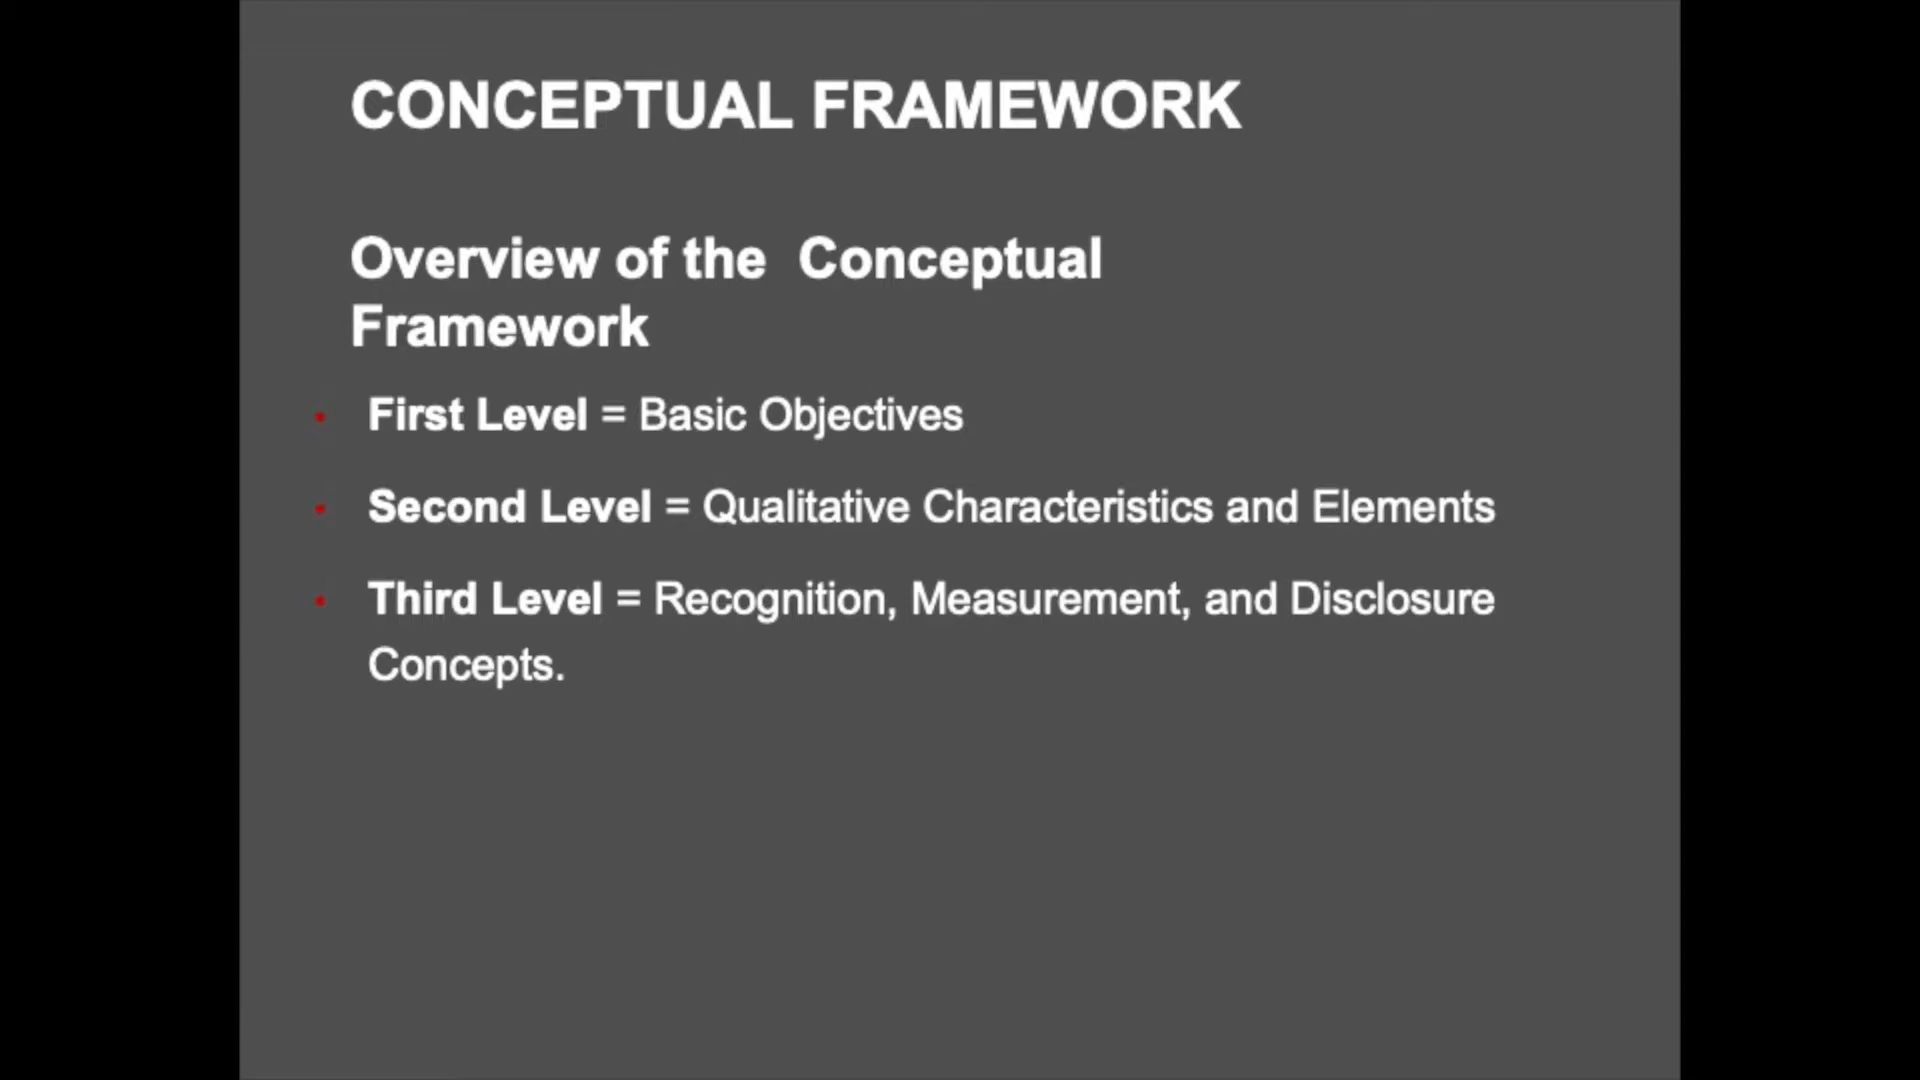 CONCEPTUAL FRAMEWORK
Overview of the  Conceptual
Framework
• First Level = Basic Objectives
• Second Level = Qualitative Characteristics and Elements
• Third Level = Recognition, Measurement, and Disclosure
Concepts.